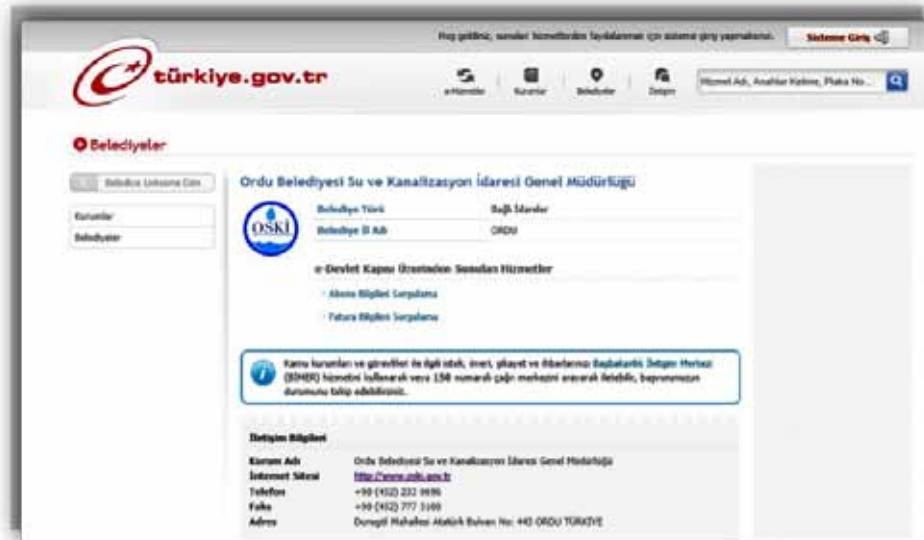 Hoş geldiniz, sunulan hizmetlerden faydalanmak için sisteme giriş yapmalısınız.
Sisteme Giriş
türkiye.gov.tr
e-Hizmetler
Kurumlar
Belediyeler
İletişim
Hizmet Adı, Anahtar Kelime, Plaka No...
Belediyeler
Belediye Listesine Dön
Kurumlar
Belediyeler
Ordu Belediyesi Su ve Kanalizasyon İdaresi Genel Müdürlüğü
OSKİ
Belediye Türü Bağlı İdareler
Belediye İl Adı ORDU
e-Devlet Kapısı Üzerinden Sunulan Hizmetler
Abone Bilgileri Sorgulama
Fatura Bilgileri Sorgulama
Kamu kurumları ve görevlileri ile ilgili istek, öneri, şikayet ve ihbarlarınızı Başbakanlık İletişim Merkezi
(BİMER) hizmetini kullanarak veya 150 numaralı çağrı merkezini arayarak iletebilir, başvurunuzun
durumunu takip edebilirsiniz.
İletişim Bilgileri
Kurum Adı Ordu Belediyesi Su ve Kanalizasyon İdaresi Genel Müdürlüğü
İnternet Sitesi http://www.oski.gov.tr
Telefon +90 (452) 233
Faks +90 (452) 777
Adres Mahallesi Atatürk Bulvarı No: ORDU TÜRKİYE